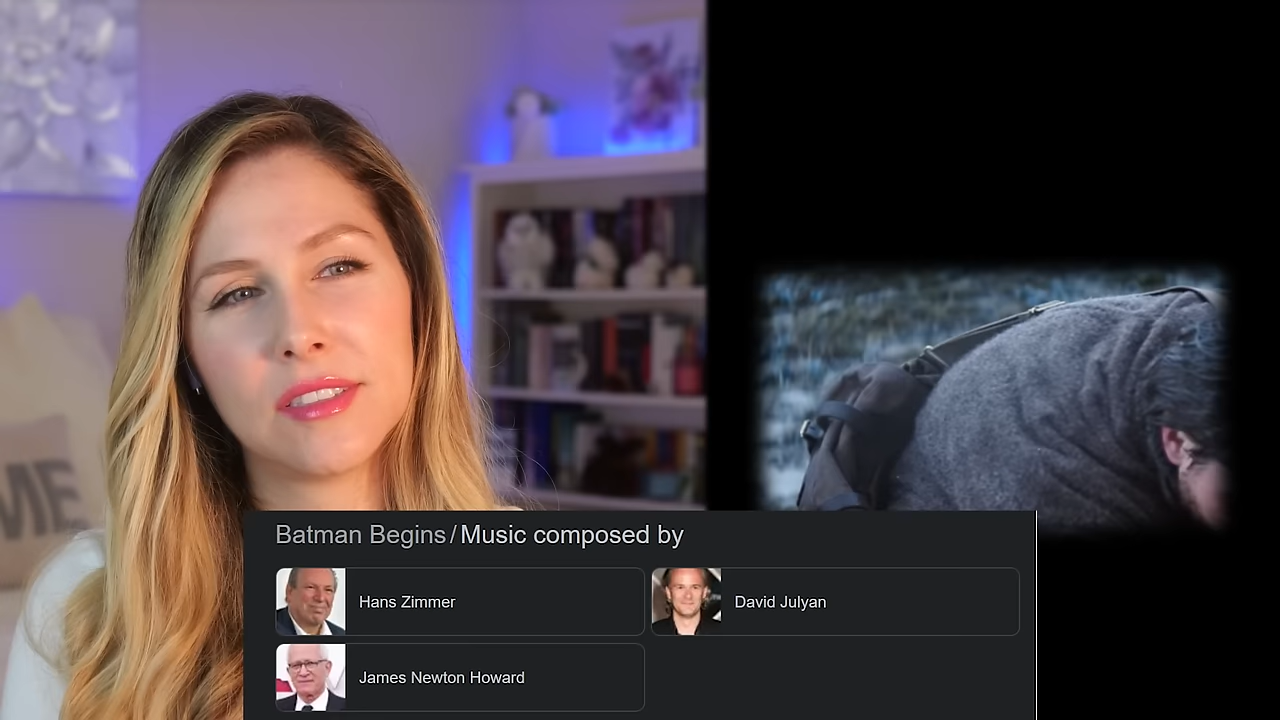 ME
Batman Begins/Music composed by
Hans Zimmer
David Julyan
James Newton Howard